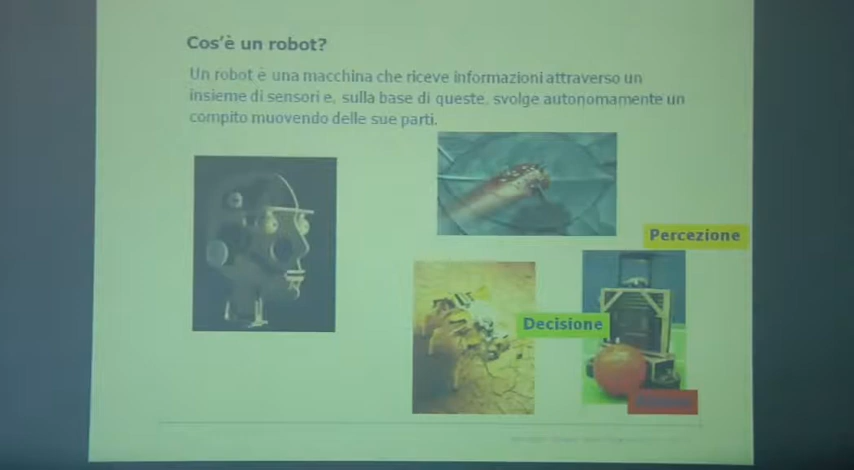 Cos'è un robot?
Un robot è una macchina che riceve informazioni attraverso un
insieme di sensori e, sulla base di queste, svolge autonomamente un
compito muovendo delle sue parti.
Percezione
Decisione